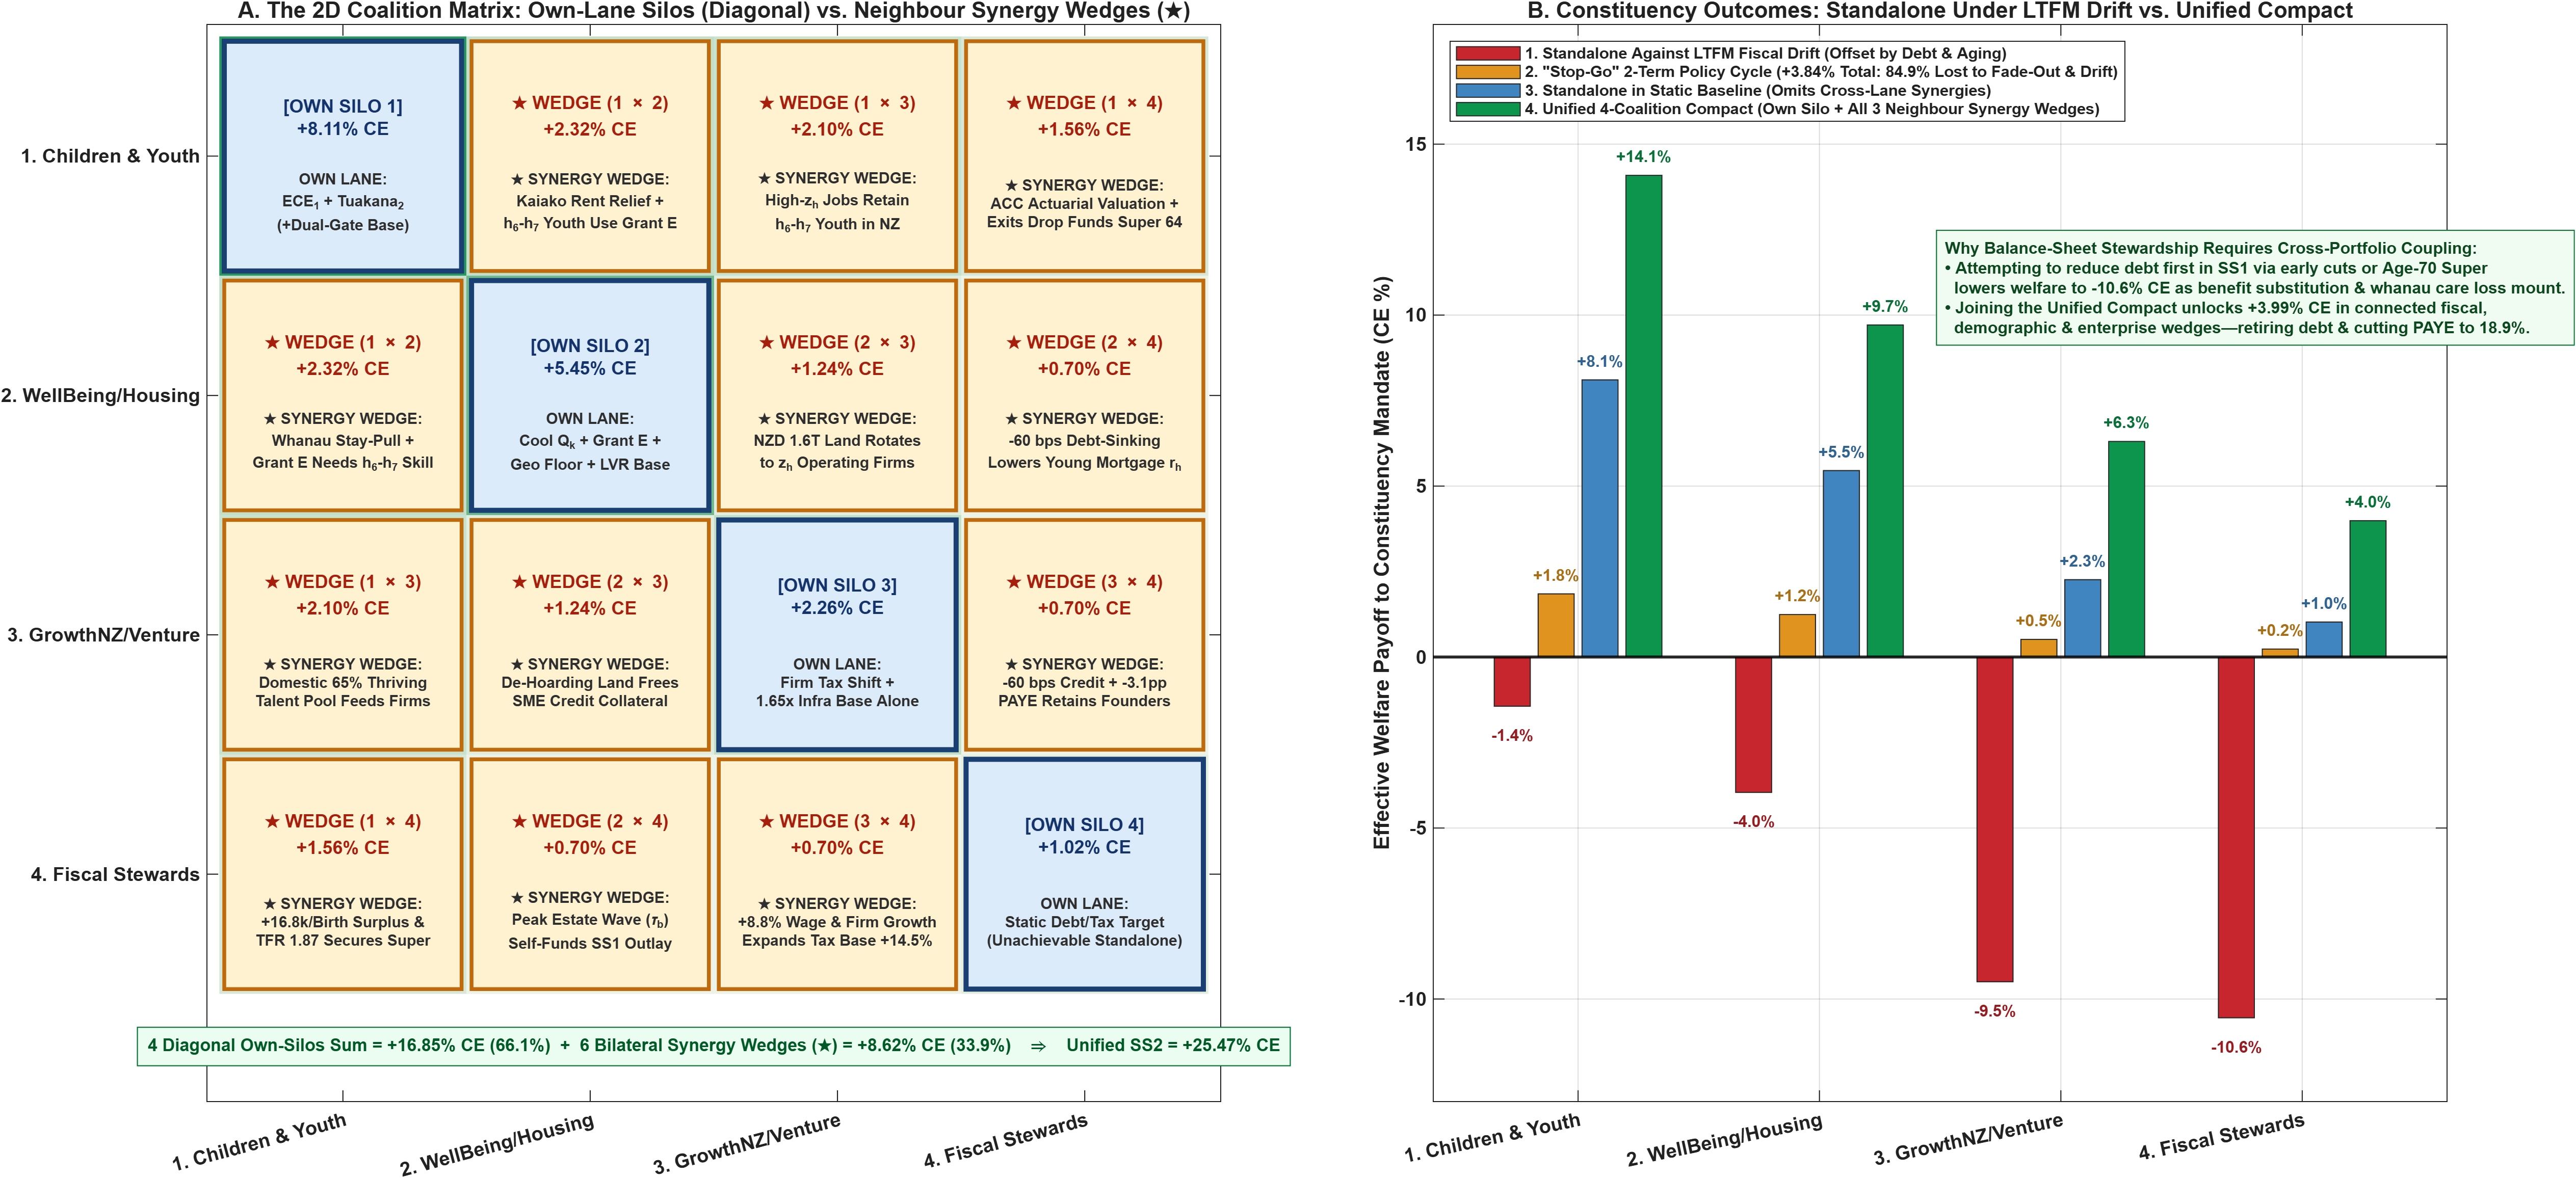 A. The 2D Coalition Matrix: Own-Lane Silos (Diagonal) vs. Neighbour Synergy Wedges (★)
1. Children & Youth
[OWN SILO 1]
+8.11% CE
OWN LANE:
ECE₁ + Tuakana₂
(+Dual-Gate Base)
★ WEDGE (1 × 2)
+2.32% CE
★ SYNERGY WEDGE:
Kaiako Rent Relief +
h₆-h₇ Youth Use Grant E
★ WEDGE (1 × 3)
+2.10% CE
★ SYNERGY WEDGE:
High-zₕ Jobs Retain
h₆-h₇ Youth in NZ
★ WEDGE (1 × 4)
+1.56% CE
★ SYNERGY WEDGE:
ACC Actuarial Valuation +
Exits Drop Funds Super 64
2. WellBeing/Housing
★ WEDGE (1 × 2)
+2.32% CE
★ SYNERGY WEDGE:
Whanau Stay-Pull +
Grant E Needs h₆-h₇ Skill
[OWN SILO 2]
+5.45% CE
OWN LANE:
Cool Qₖ + Grant E +
Geo Floor + LVR Base
★ WEDGE (2 × 3)
+1.24% CE
★ SYNERGY WEDGE:
NZD 1.6T Land Rotates
to zₕ Operating Firms
★ WEDGE (2 × 4)
+0.70% CE
★ SYNERGY WEDGE:
-60 bps Debt-Sinking
Lowers Young Mortgage rₕ
3. GrowthNZ/Venture
★ WEDGE (1 × 3)
+2.10% CE
★ SYNERGY WEDGE:
Domestic 65% Thriving
Talent Pool Feeds Firms
★ WEDGE (2 × 3)
+1.24% CE
★ SYNERGY WEDGE:
De-Hoarding Land Frees
SME Credit Collateral
[OWN SILO 3]
+2.26% CE
OWN LANE:
Firm Tax Shift +
1.65x Infra Base Alone
★ WEDGE (3 × 4)
+0.70% CE
★ SYNERGY WEDGE:
-60 bps Credit + -3.1pp
PAYE Retains Founders
4. Fiscal Stewards
★ WEDGE (1 × 4)
+1.56% CE
★ SYNERGY WEDGE:
+16.8k/Birth Surplus &
TFR 1.87 Secures Super
★ WEDGE (2 × 4)
+0.70% CE
★ SYNERGY WEDGE:
Peak Estate Wave (τ_b)
Self-Funds SS1 Outlay
★ WEDGE (3 × 4)
+0.70% CE
★ SYNERGY WEDGE:
+8.8% Wage & Firm Growth
Expands Tax Base +14.5%
[OWN SILO 4]
+1.02% CE
OWN LANE:
Static Debt/Tax Target
(Unachievable Standalone)
4 Diagonal Own-Silos Sum = +16.85% CE (66.1%) + 6 Bilateral Synergy Wedges (★) = +8.62% CE (33.9%) ⇒ Unified SS2 = +25.47% CE
1. Children & Youth
2. WellBeing/Housing
3. GrowthNZ/Venture
4. Fiscal Stewards
B. Constituency Outcomes: Standalone Under LTFM Drift vs. Unified Compact
1. Standalone Against LTFM Fiscal Drift (Offset by Debt & Aging)
2. "Stop-Go" 2-Term Policy Cycle (+3.84% Total: 84.9% Lost to Fade-Out & Drift)
3. Standalone in Static Baseline (Omits Cross-Lane Synergies)
4. Unified 4-Coalition Compact (Own Silo + All 3 Neighbour Synergy Wedges)
Why Balance-Sheet Stewardship Requires Cross-Portfolio Coupling:
• Attempting to reduce debt first in SS1 via early cuts or Age-70 Super
lowers welfare to -10.6% CE as benefit substitution & whanau care loss mount.
• Joining the Unified Compact unlocks +3.99% CE in connected fiscal,
demographic & enterprise wedges—retiring debt & cutting PAYE to 18.9%.
Effective Welfare Payoff to Constituency Mandate (CE %)
15
10
5
0
-5
-10
-1.4%
+1.8%
+8.1%
+14.1%
-4.0%
+1.2%
+5.5%
+9.7%
-9.5%
+0.5%
+2.3%
+6.3%
-10.6%
+0.2%
+1.0%
+4.0%
1. Children & Youth
2. WellBeing/Housing
3. GrowthNZ/Venture
4. Fiscal Stewards